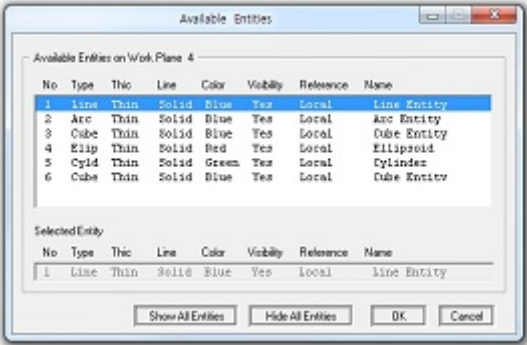 Available Entities
Available Entities on Work Plane 4
No Type Thic Line Color Visibility Reference Name
1 Line Thin Solid Blue Yes Local Line Entity
2 Arc Thin Solid Blue Yes Local Arc Entity
3 Cube Thin Solid Blue Yes Local Cube Entity
4 Elip Thin Solid Red Yes Local Ellipsoid
5 Cyld Thin Solid Green Yes Local Cylinder
6 Cube Thin Solid Blue Yes Local Cube Entity
Selected Entity
No Type Thic Line Color Visibility Reference Name
1 Line Thin Solid Blue Yes Local Line Entity
Show All Entities Hide All Entities OK Cancel